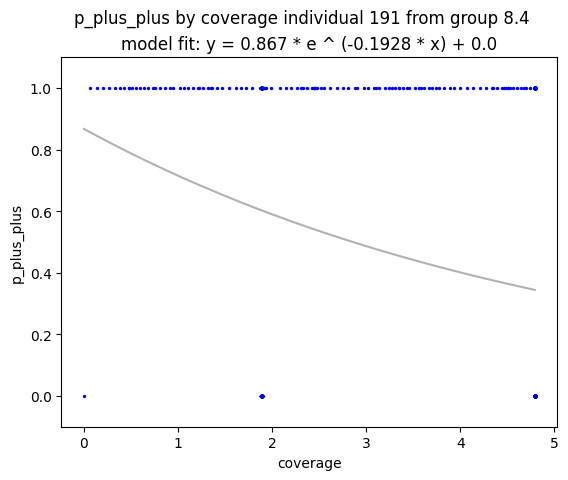 p_plus_plus by coverage individual 191 from group 8.4
model fit: y = 0.867 * e ^ (-0.1928 * x) + 0.0
1.0
0.8
0.6
0.4
0.2
0.0
p_plus_plus
0 1 2 3 4 5
coverage